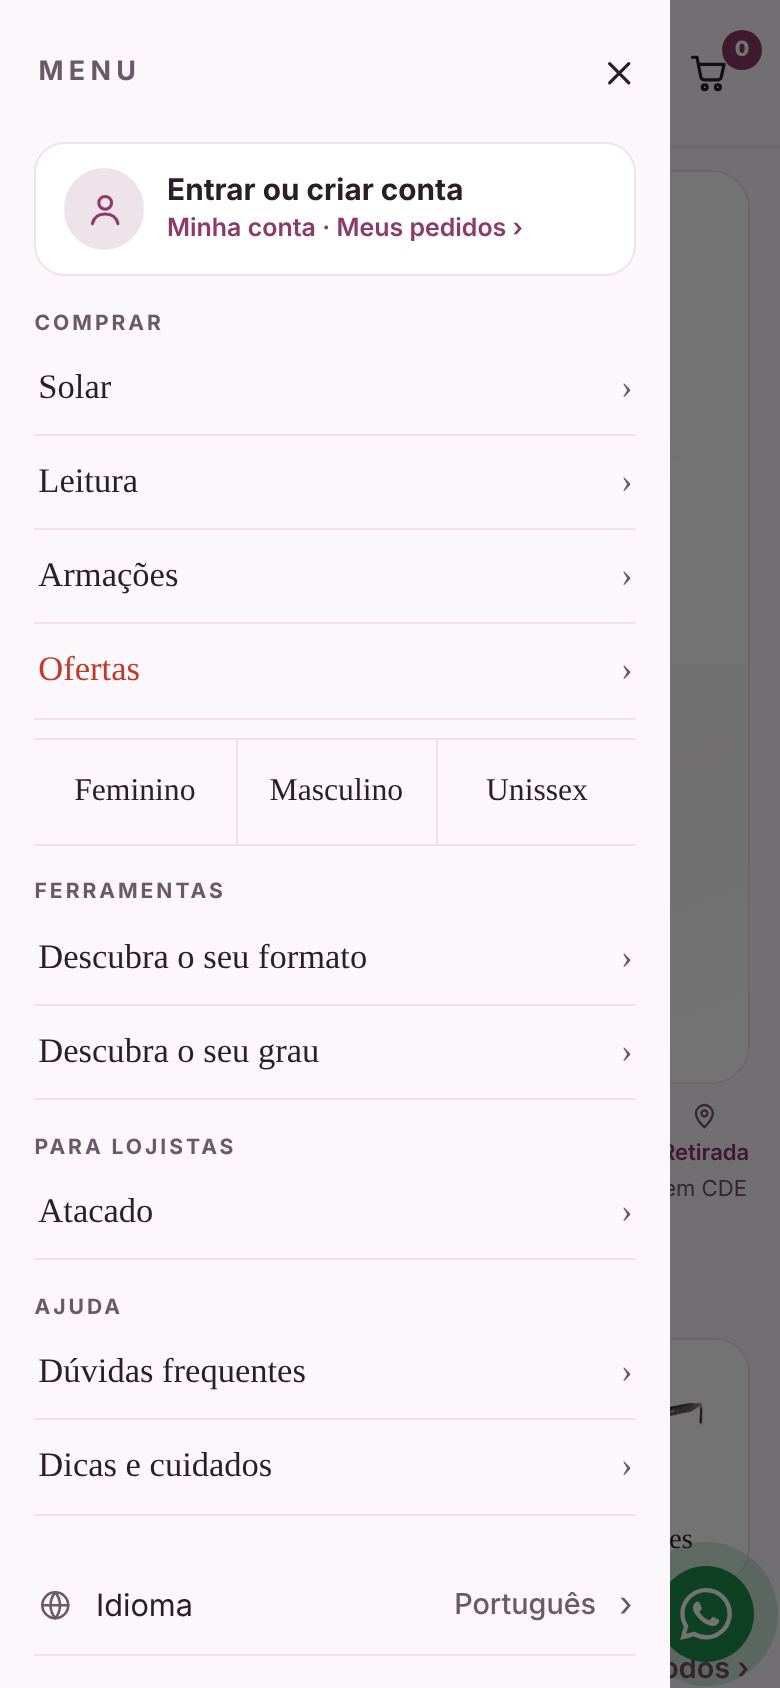 MENU
0
Entrar ou criar conta
Minha conta · Meus pedidos ›
COMPRAR
Solar ›
Leitura ›
Armações ›
Ofertas ›
Feminino Masculino Unissex
FERRAMENTAS
Descubra o seu formato ›
Descubra o seu grau ›
PARA LOJISTAS
Retirada
em CDE
Atacado ›
AJUDA
Dúvidas frequentes ›
Dicas e cuidados ›
Idioma Português ›